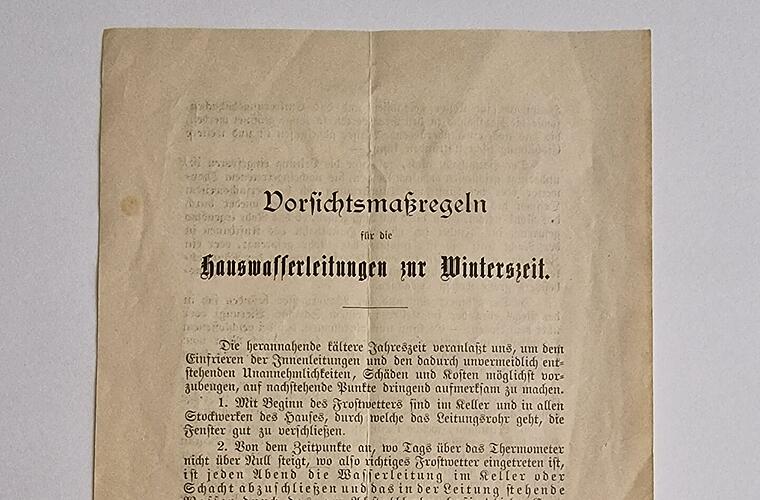 Vorsichtsmaßregeln
für die
Hauswasserleitungen zur Winterszeit.
Die herannahende kältere Jahreszeit veranlaßt uns, um dem
Einfrieren der Innenleitungen und den dadurch unvermeidlich ent-
stehenden Unannehmlichkeiten, Schäden und Kosten möglichst vor-
zubeugen, auf nachstehende Punkte dringend aufmerksam zu machen.
1. Mit Beginn des Frostwetters sind im Keller und in allen
Stockwerken des Hauses, durch welche das Leitungsrohr geht, die
Fenster gut zu verschließen.
2. Von dem Zeitpunkte an, wo Tags über das Thermometer
nicht über Null steigt, wo also richtiges Frostwetter eingetreten ist,
ist jeden Abend die Wasserleitung im Keller oder
Schacht abzuschließen und das in der Leitung stehende